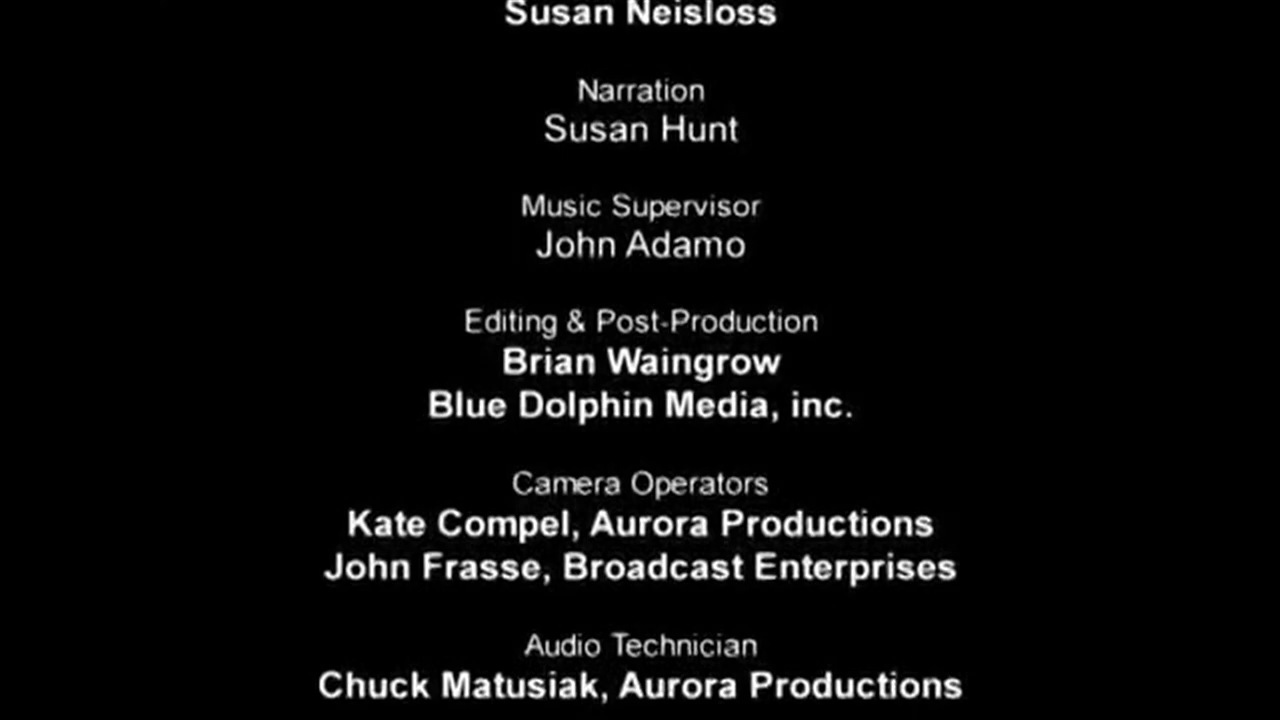 Susan Neisloss
Narration
Susan Hunt
Music Supervisor
John Adamo
Editing & Post-Production
Brian Waingrow
Blue Dolphin Media, inc.
Camera Operators
Kate Compel, Aurora Productions
John Frasse, Broadcast Enterprises
Audio Technician
Chuck Matusiak, Aurora Productions